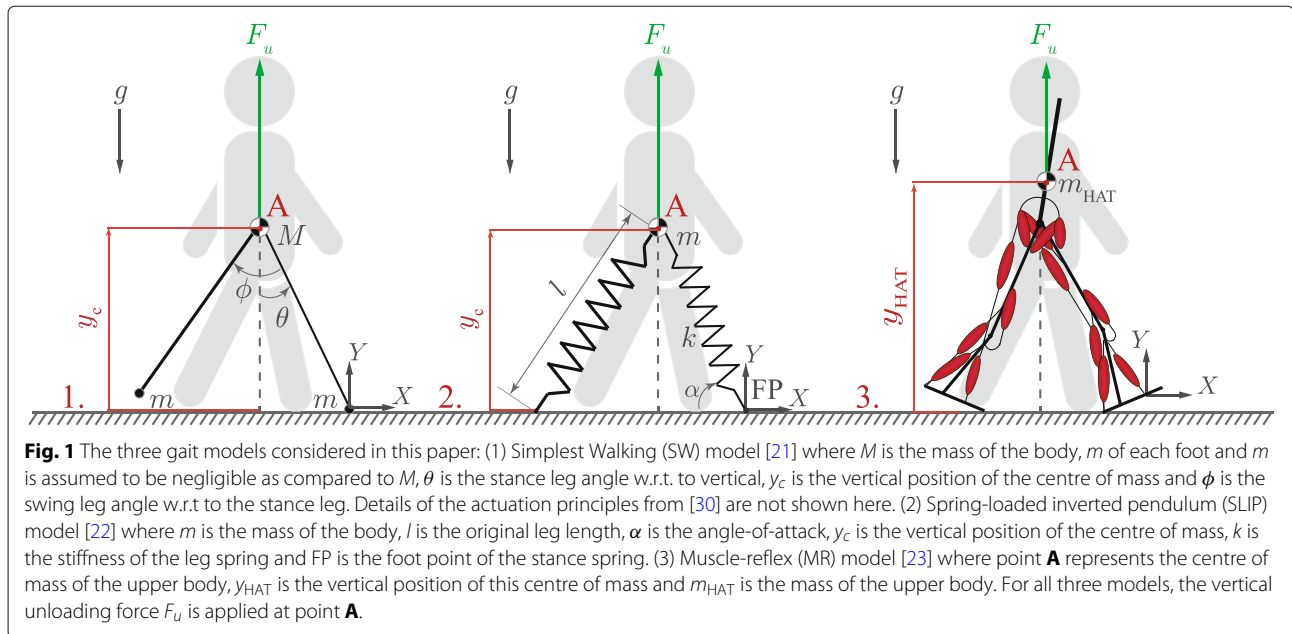 F_u F_u F_u
g g g
A A A
M m m_HAT
ϕ θ l k
y_c y_c y_HAT
Y Y Y
α FP
1. m m X 2. X 3. X
Fig. 1 The three gait models considered in this paper: (1) Simplest Walking (SW) model [21] where M is the mass of the body, m of each foot and m
is assumed to be negligible as compared to M, θ is the stance leg angle w.r.t. to vertical, y_c is the vertical position of the centre of mass and ϕ is the
swing leg angle w.r.t to the stance leg. Details of the actuation principles from [30] are not shown here. (2) Spring-loaded inverted pendulum (SLIP)
model [22] where m is the mass of the body, l is the original leg length, α is the angle-of-attack, y_c is the vertical position of the centre of mass, k is
the stiffness of the leg spring and FP is the foot point of the stance spring. (3) Muscle-reflex (MR) model [23] where point A represents the centre of
mass of the upper body, y_HAT is the vertical position of this centre of mass and m_HAT is the mass of the upper body. For all three models, the vertical
unloading force F_u is applied at point A.